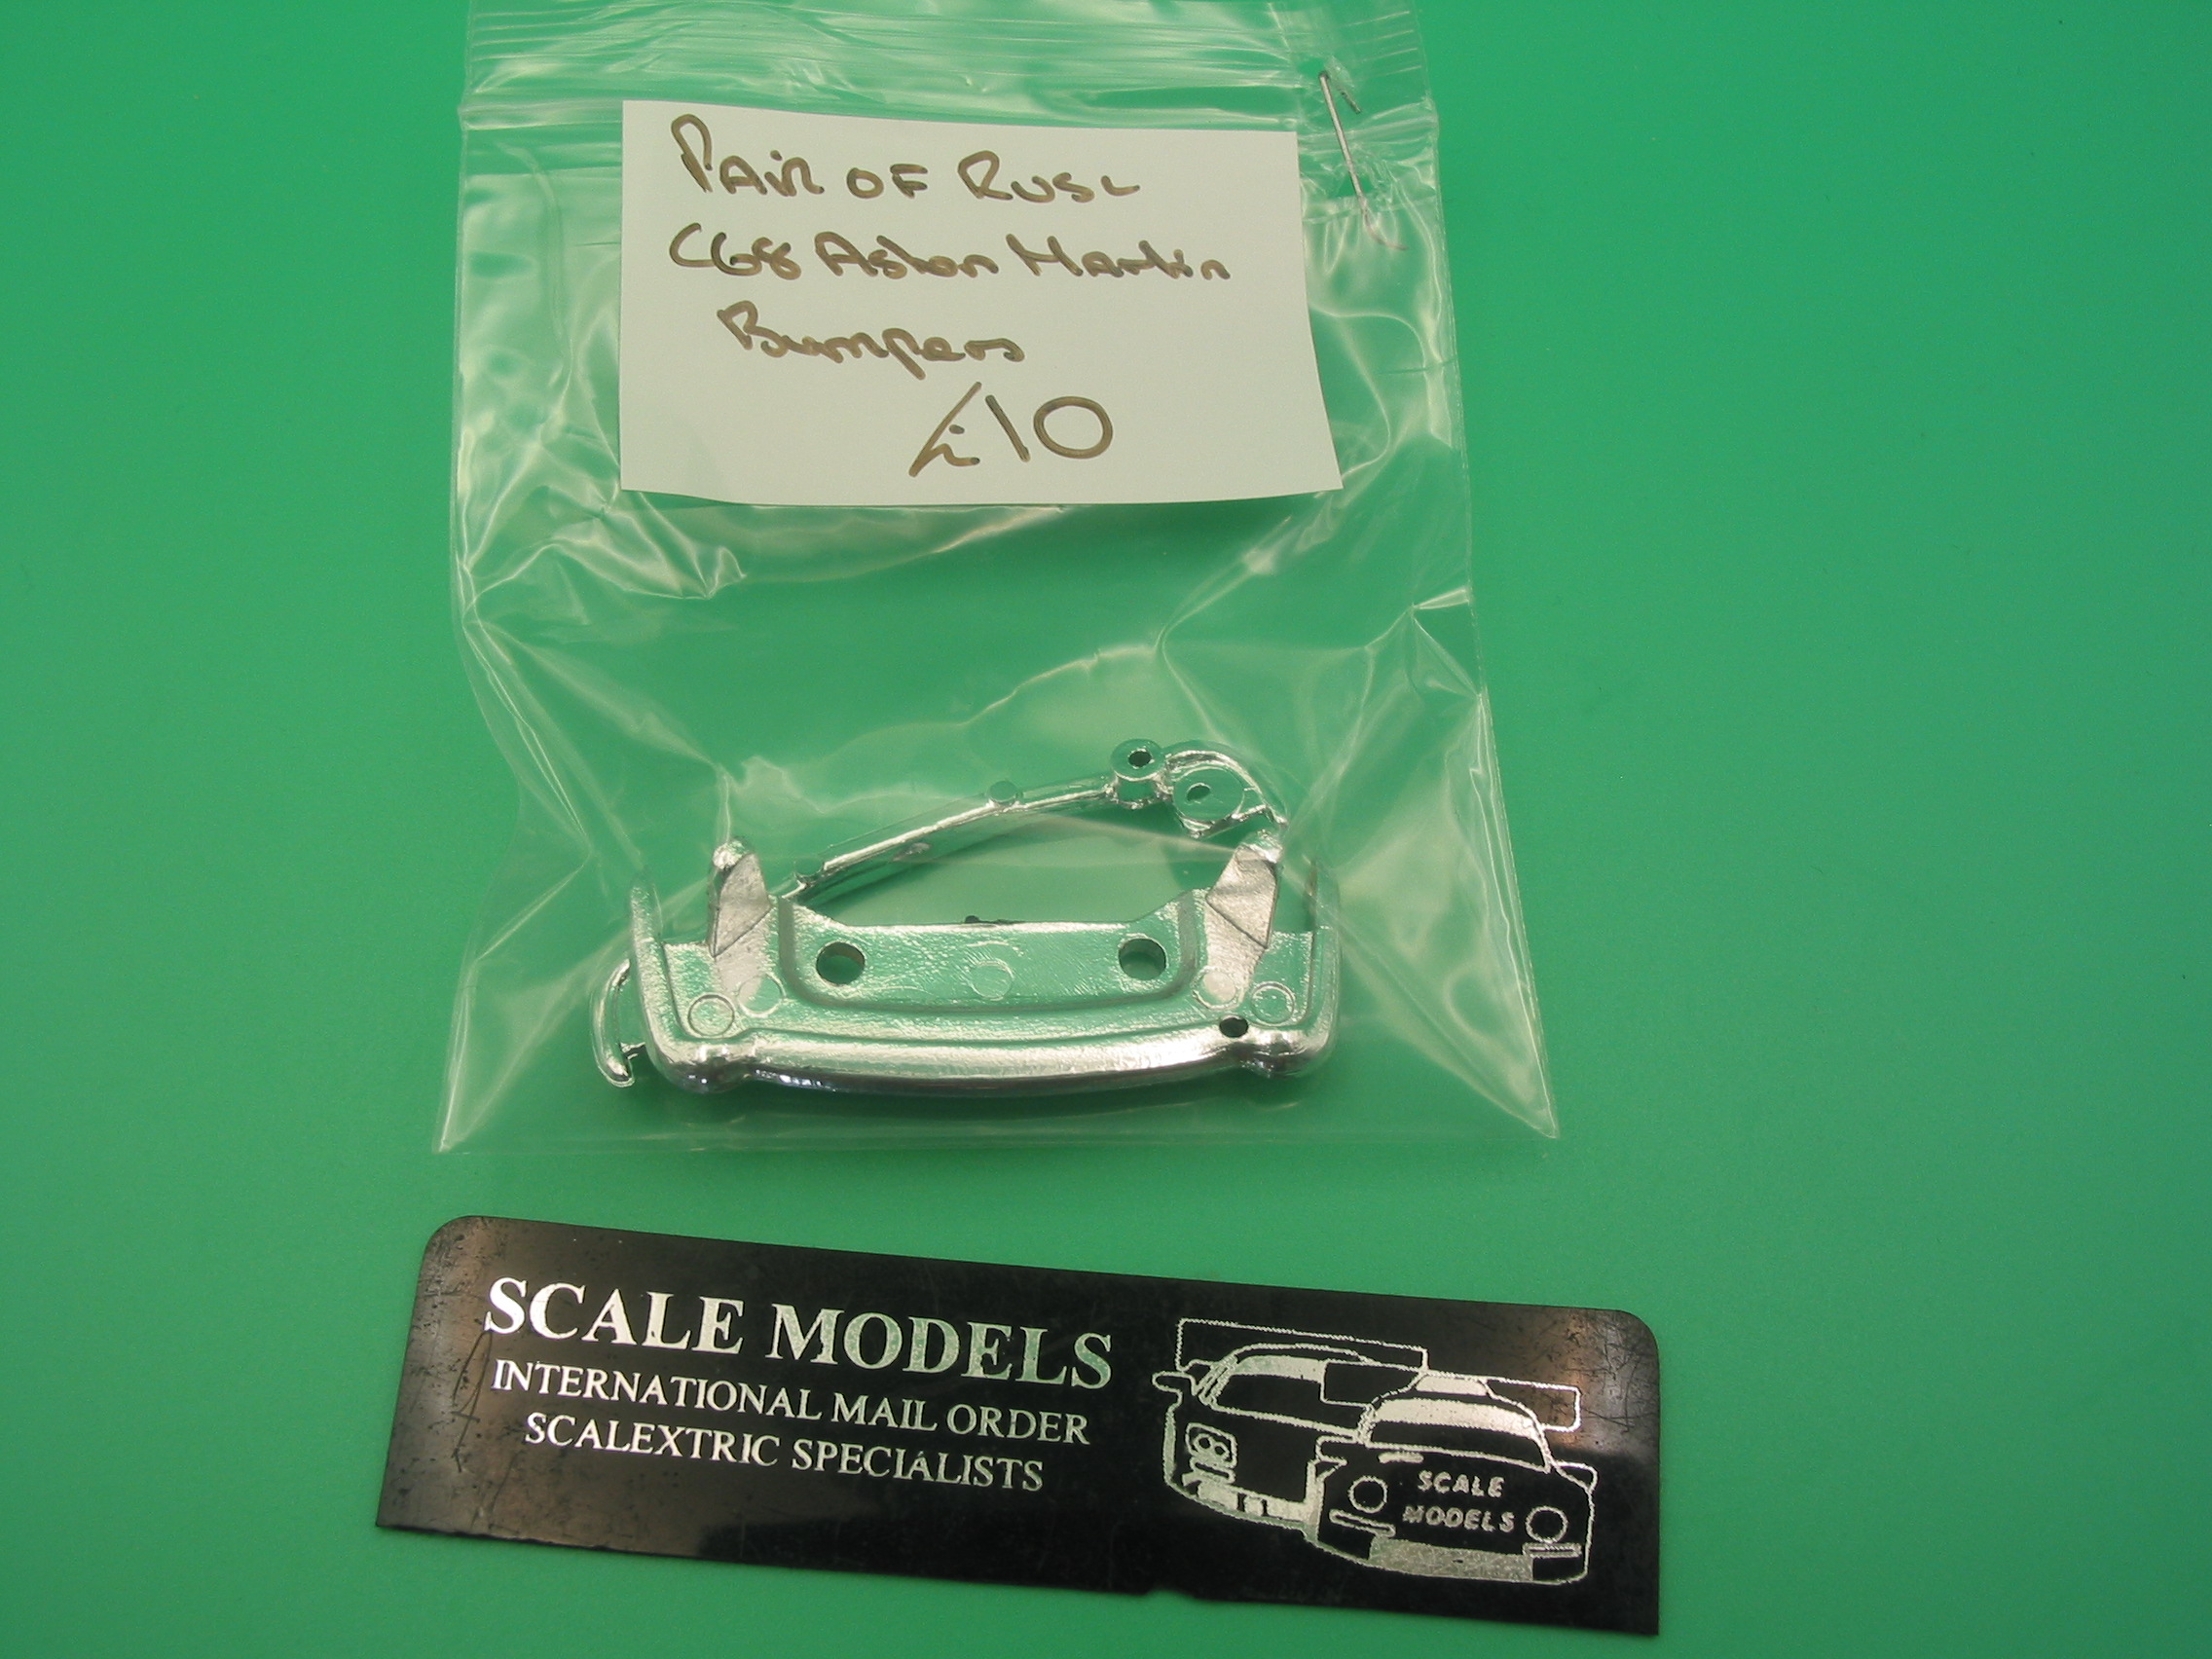 PAIR OF RUSL
C68 Aston Martin
Bumpers
£10
SCALE MODELS
INTERNATIONAL MAIL ORDER
SCALEXTRIC SPECIALISTS
SCALE
MODELS